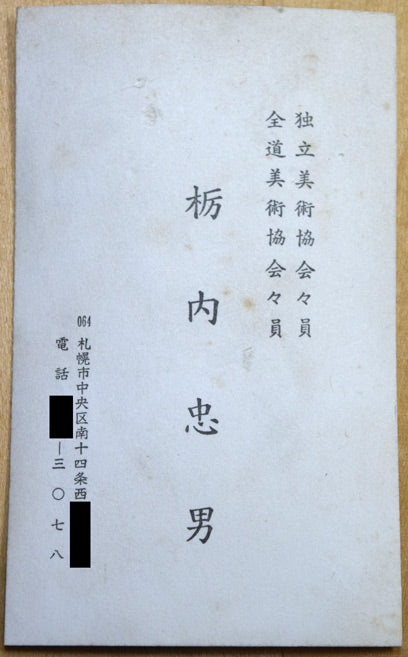 独立美術協会々員
全道美術協会々員
栃内忠男
064 札幌市中央区南十四条西
電話 ―三〇七八